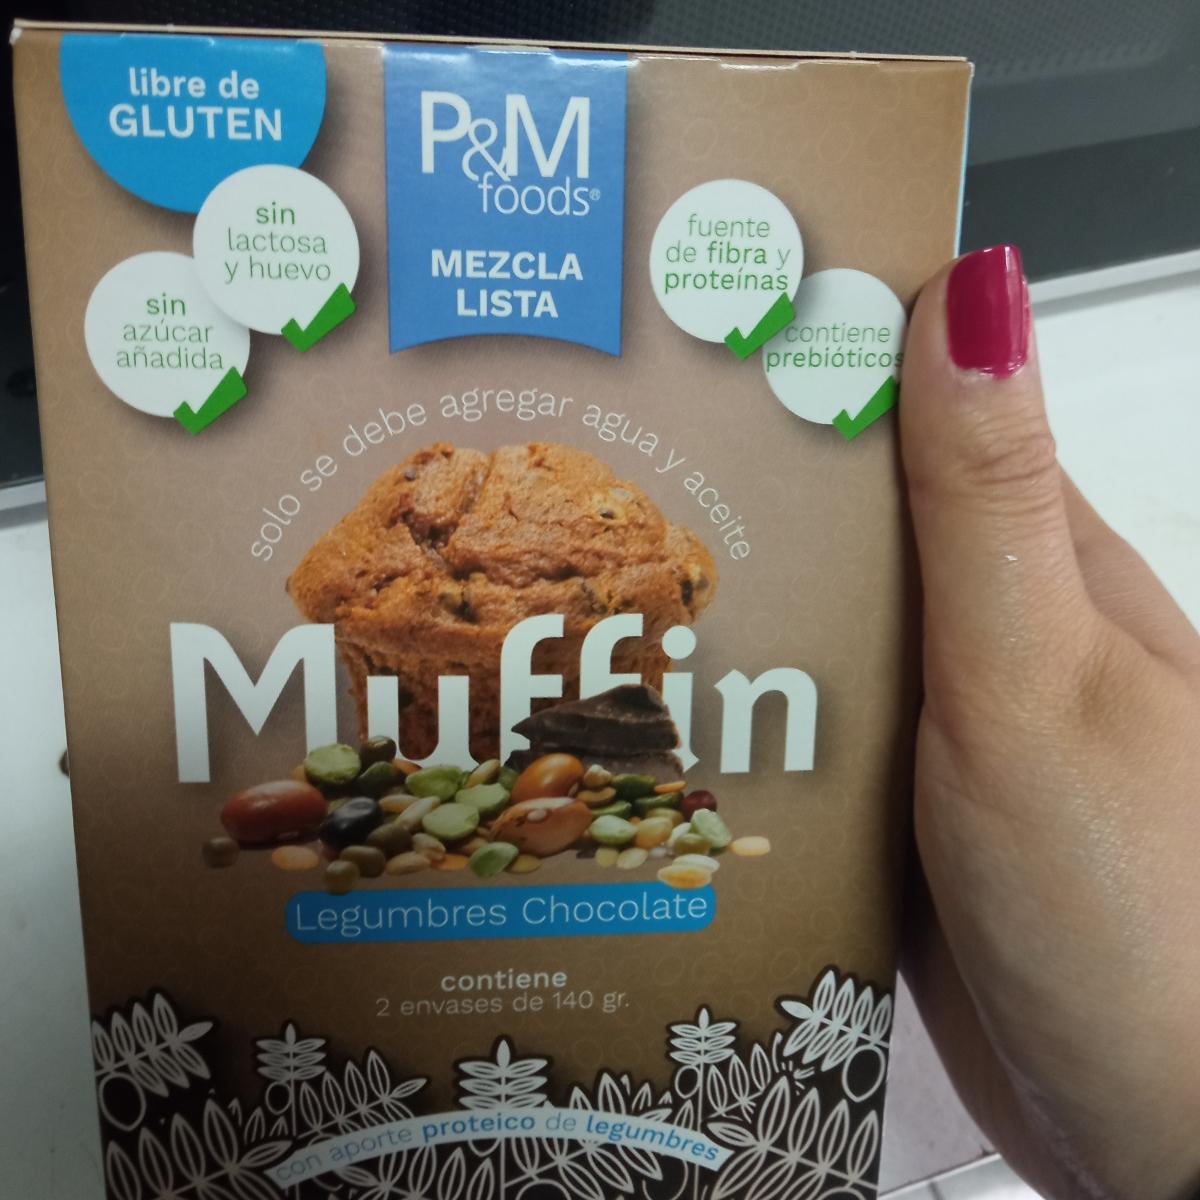 libre de
GLUTEN
sin
lactosa
y huevo
sin
azúcar
añadida
P&M
foods®
MEZCLA
LISTA
fuente
de fibra y
proteínas
contiene
prebióticos
solo se debe agregar agua y aceite
Muffin
Legumbres Chocolate
contiene
2 envases de 140 gr.
con aporte proteico de legumbres